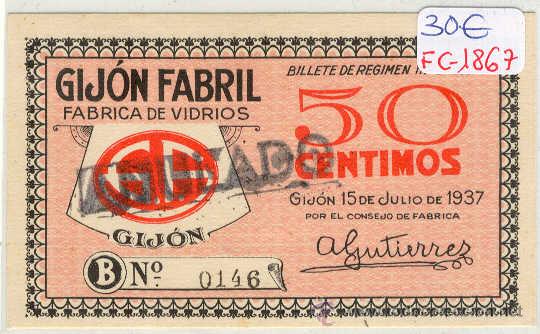 30.€
FC-1867
GIJÓN FABRIL
FABRICA DE VIDRIOS
BILLETE DE REGIMEN
50
CENTIMOS
GIJÓN 15 DE JULIO DE 1937
POR EL CONSEJO DE FABRICA
AGutierrez
GIJÓN
B Nº. 0146